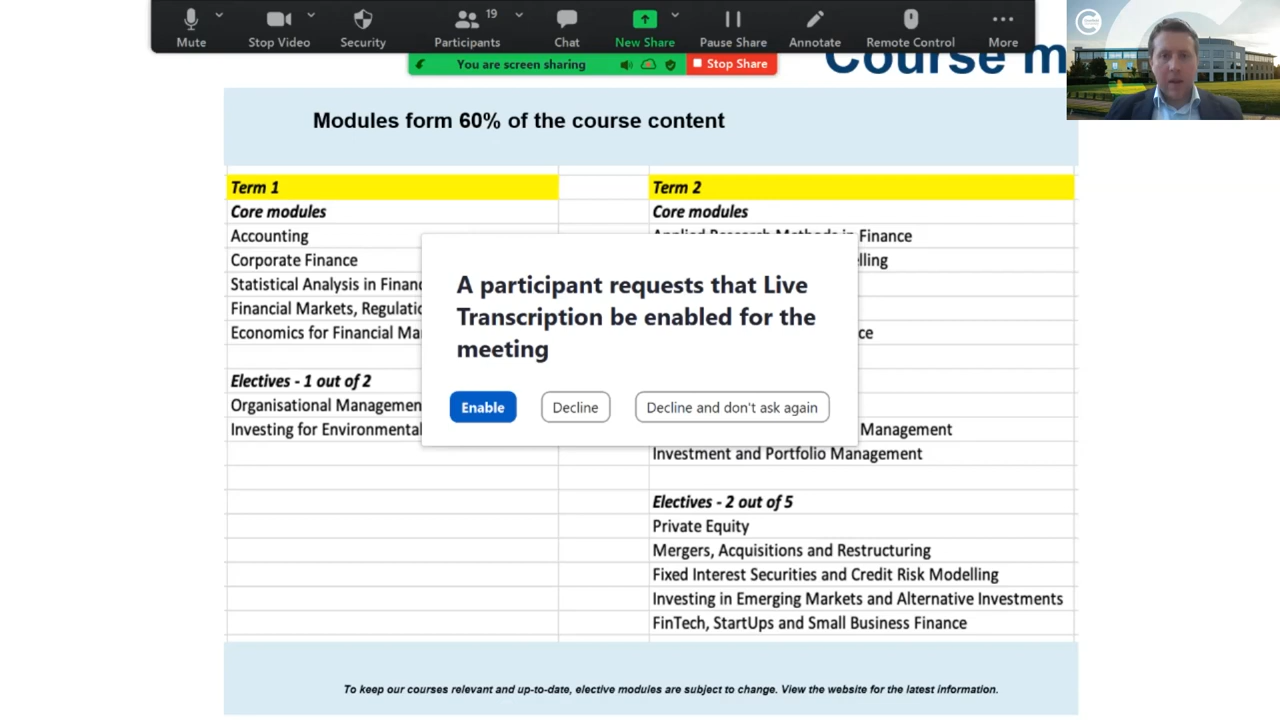 Mute
Stop Video
Security
Participants
19
Chat
New Share
Pause Share
Annotate
Remote Control
More
You are screen sharing
Stop Share
Course m
Modules form 60% of the course content
Term 1
Term 2
Core modules
Core modules
Accounting
Applied Research Methods in Finance
Corporate Finance
lling
Statistical Analysis in Financ
Financial Markets, Regulatio
Economics for Financial Ma
ce
A participant requests that Live
Transcription be enabled for the
meeting
Enable
Decline
Decline and don't ask again
Electives - 1 out of 2
Organisational Managemen
Investing for Environmental
Management
Investment and Portfolio Management
Electives - 2 out of 5
Private Equity
Mergers, Acquisitions and Restructuring
Fixed Interest Securities and Credit Risk Modelling
Investing in Emerging Markets and Alternative Investments
FinTech, StartUps and Small Business Finance
To keep our courses relevant and up-to-date, elective modules are subject to change. View the website for the latest information.